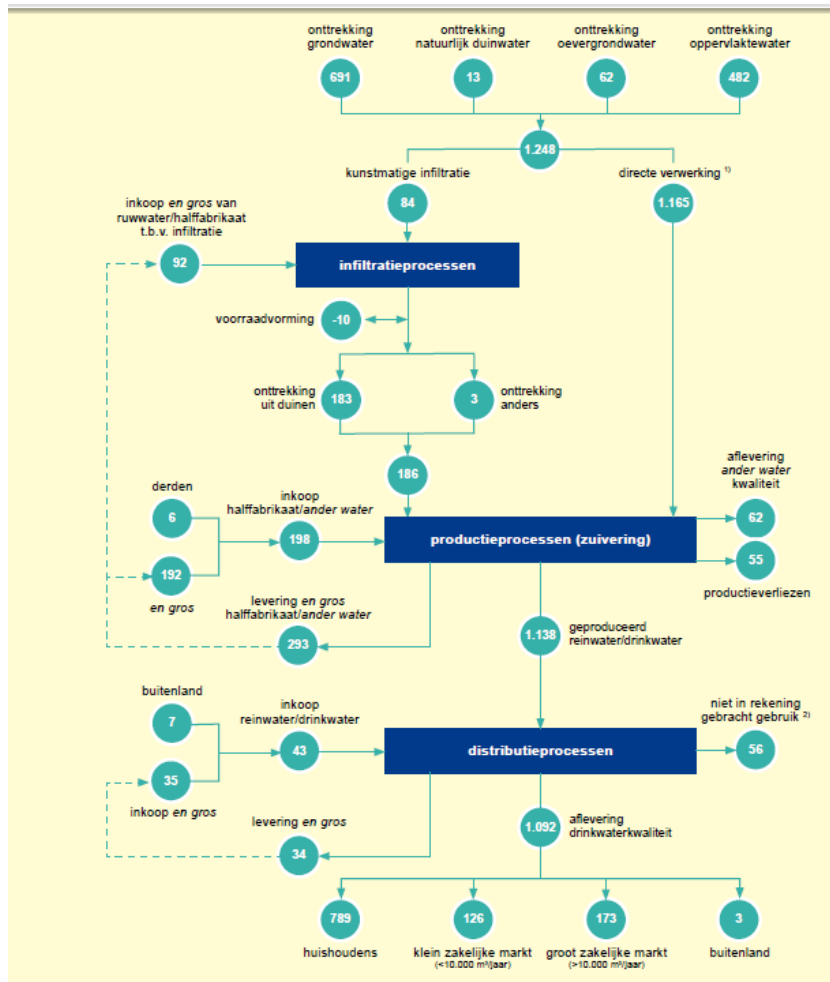 onttrekking
grondwater
onttrekking
natuurlijk duinwater
onttrekking
oevergrondwater
onttrekking
oppervlaktewater
691
13
62
482
1.248
kunstmatige infiltratie
directe verwerking 1)
84
1.165
inkoop en gros van
ruwwater/halffabrikaat
t.b.v. infiltratie
92
infiltratieprocessen
voorraadvorming
-10
onttrekking
uit duinen
183
3
onttrekking
anders
186
aflevering
ander water
kwaliteit
derden
6
inkoop
halffabrikaat/ander water
198
productieprocessen (zuivering)
62
55
productieverliezen
192
en gros
levering en gros
halffabrikaat/ander water
293
1.138
geproduceerd
reinwater/drinkwater
buitenland
7
inkoop
reinwater/drinkwater
43
distributieprocessen
niet in rekening
gebracht gebruik 2)
56
35
inkoop en gros
levering en gros
34
1.092
aflevering
drinkwaterkwaliteit
789
126
173
3
huishoudens
klein zakelijke markt
(<10.000 m³/jaar)
groot zakelijke markt
(>10.000 m³/jaar)
buitenland